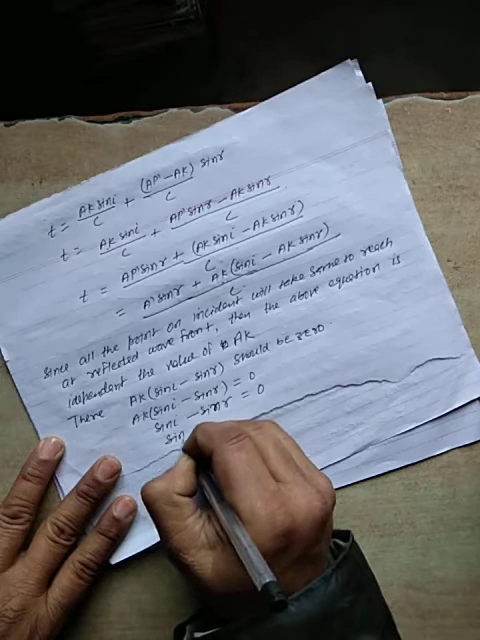 t = AK sini/C + (AP' - AK)/C sinr
t = AK sini/C + AP' sinr - AK sinr/C
t = AP' sinr + (AK sini - AK sinr)/C
= A' sinr + AK(sini - AK sinr)/C
since all the point on incident will take same to reach
at reflected wave front, then the above equation is
idependent the value of AK
There AK(sini - sinr) should be zero
AK(sini - sinr) = 0
sini - sinr = 0
sin